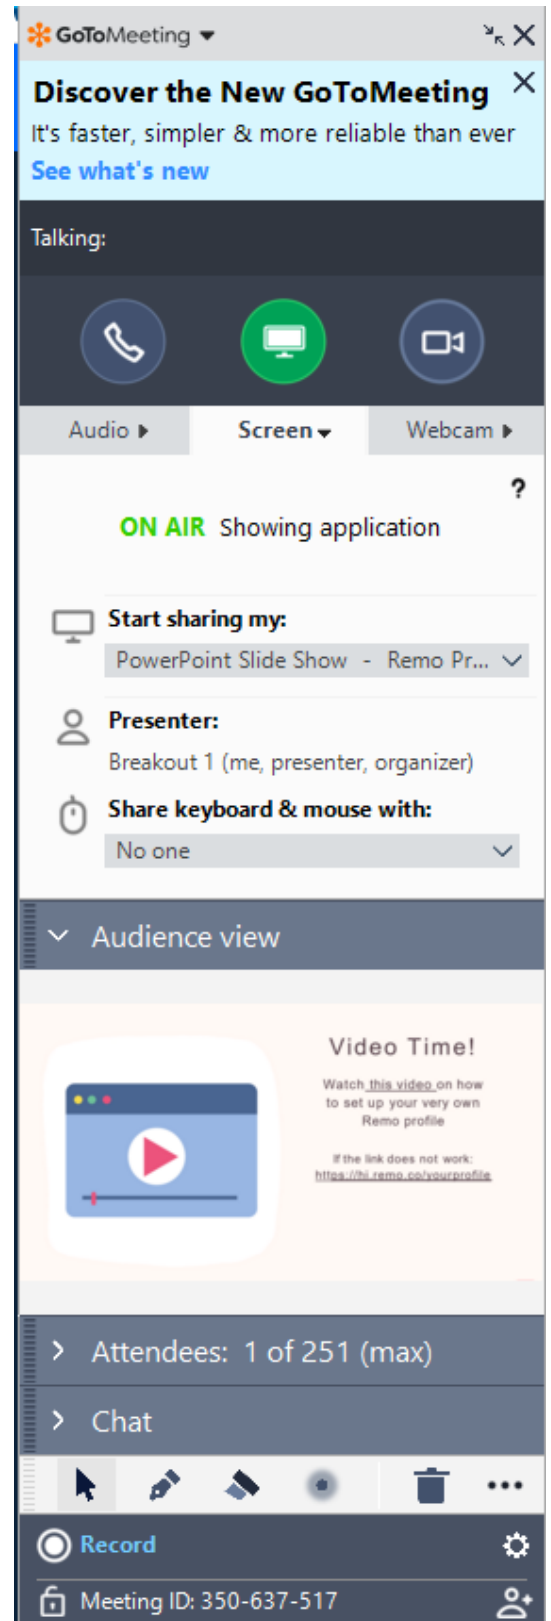 GoToMeeting
Discover the New GoToMeeting
It's faster, simpler & more reliable than ever
See what's new
Talking:
Audio
Screen
Webcam
?
ON AIR Showing application
Start sharing my:
PowerPoint Slide Show - Remo Pr...
Presenter:
Breakout 1 (me, presenter, organizer)
Share keyboard & mouse with:
No one
Audience view
Video Time!
Watch this video on how
to set up your very own
Remo profile
If the link does not work:
https://hi.remo.co/yourprofile
Attendees: 1 of 251 (max)
Chat
Record
Meeting ID: 350-637-517